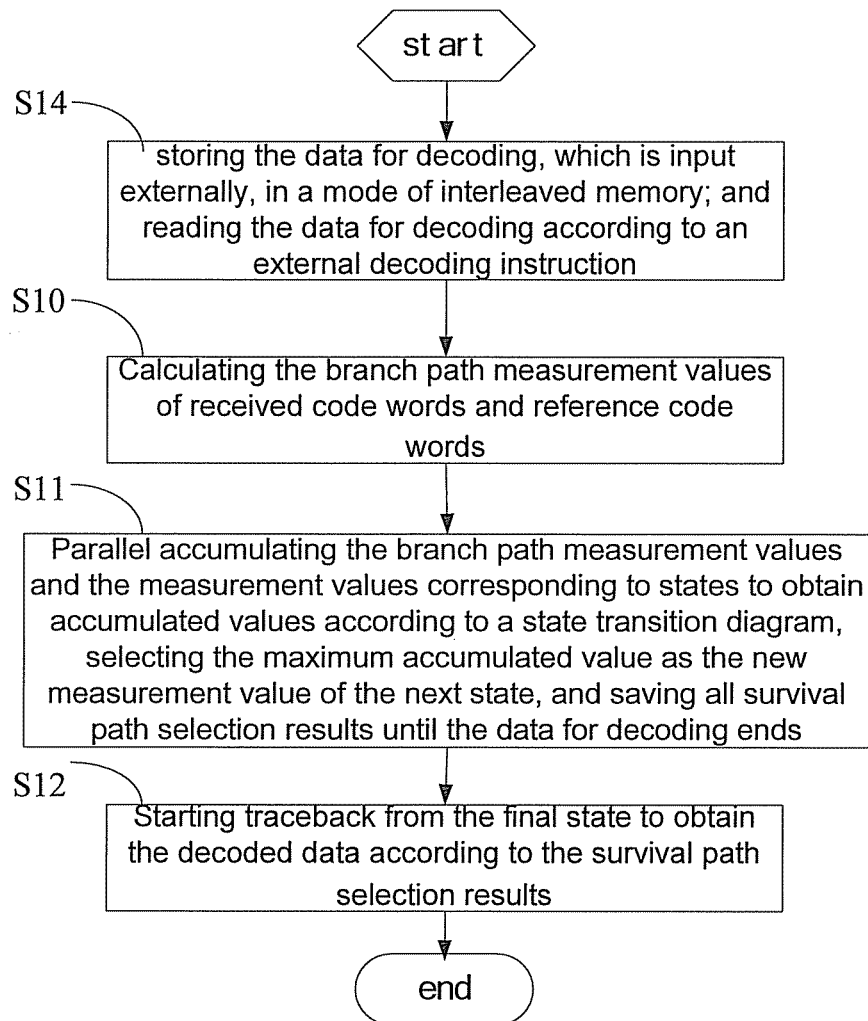 start
S14
storing the data for decoding, which is input
externally, in a mode of interleaved memory; and
reading the data for decoding according to an
external decoding instruction
S10
Calculating the branch path measurement values
of received code words and reference code
words
S11
Parallel accumulating the branch path measurement values
and the measurement values corresponding to states to obtain
accumulated values according to a state transition diagram,
selecting the maximum accumulated value as the new
measurement value of the next state, and saving all survival
path selection results until the data for decoding ends
S12
Starting traceback from the final state to obtain
the decoded data according to the survival path
selection results
end